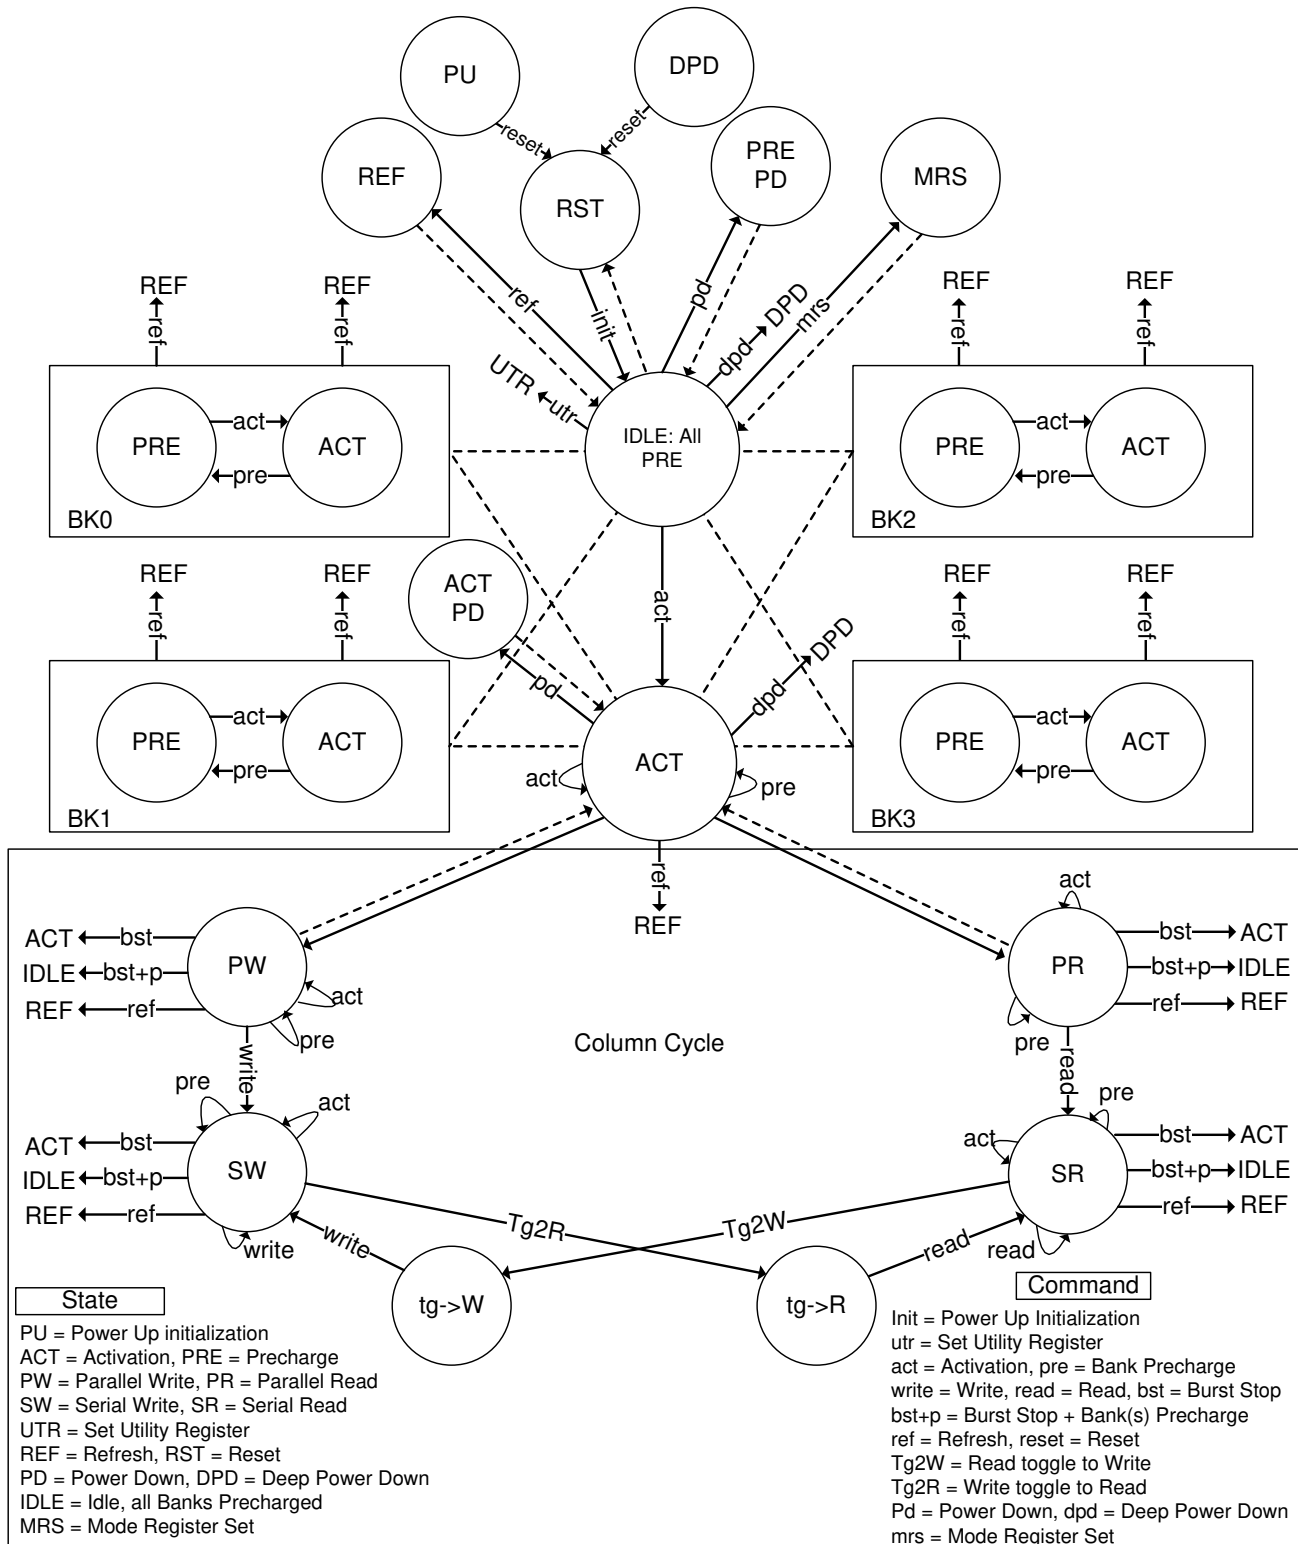 PU
DPD
reset
reset
REF
RST
PRE
PD
MRS
ref
init
pd
dpd
DPD
mrs
UTR
utr
IDLE: All
PRE
REF
REF
ref
ref
PRE
act
pre
ACT
BK0
REF
REF
ref
ref
PRE
act
pre
ACT
BK2
ACT
PD
pd
act
dpd
DPD
REF
REF
ref
ref
PRE
act
pre
ACT
BK1
ACT
act
pre
REF
REF
ref
ref
PRE
act
pre
ACT
BK3
ref
REF
ACT
bst
IDLE
bst+p
REF
ref
PW
act
pre
write
Column Cycle
act
PR
bst
ACT
bst+p
IDLE
ref
REF
pre
read
pre
act
ACT
bst
IDLE
bst+p
REF
ref
SW
write
pre
act
SR
bst
ACT
bst+p
IDLE
ref
REF
read
Tg2R
Tg2W
write
read
tg->W
tg->R
State
PU = Power Up initialization
ACT = Activation, PRE = Precharge
PW = Parallel Write, PR = Parallel Read
SW = Serial Write, SR = Serial Read
UTR = Set Utility Register
REF = Refresh, RST = Reset
PD = Power Down, DPD = Deep Power Down
IDLE = Idle, all Banks Precharged
MRS = Mode Register Set
Command
Init = Power Up Initialization
utr = Set Utility Register
act = Activation, pre = Bank Precharge
write = Write, read = Read, bst = Burst Stop
bst+p = Burst Stop + Bank(s) Precharge
ref = Refresh, reset = Reset
Tg2W = Read toggle to Write
Tg2R = Write toggle to Read
Pd = Power Down, dpd = Deep Power Down
mrs = Mode Register Set